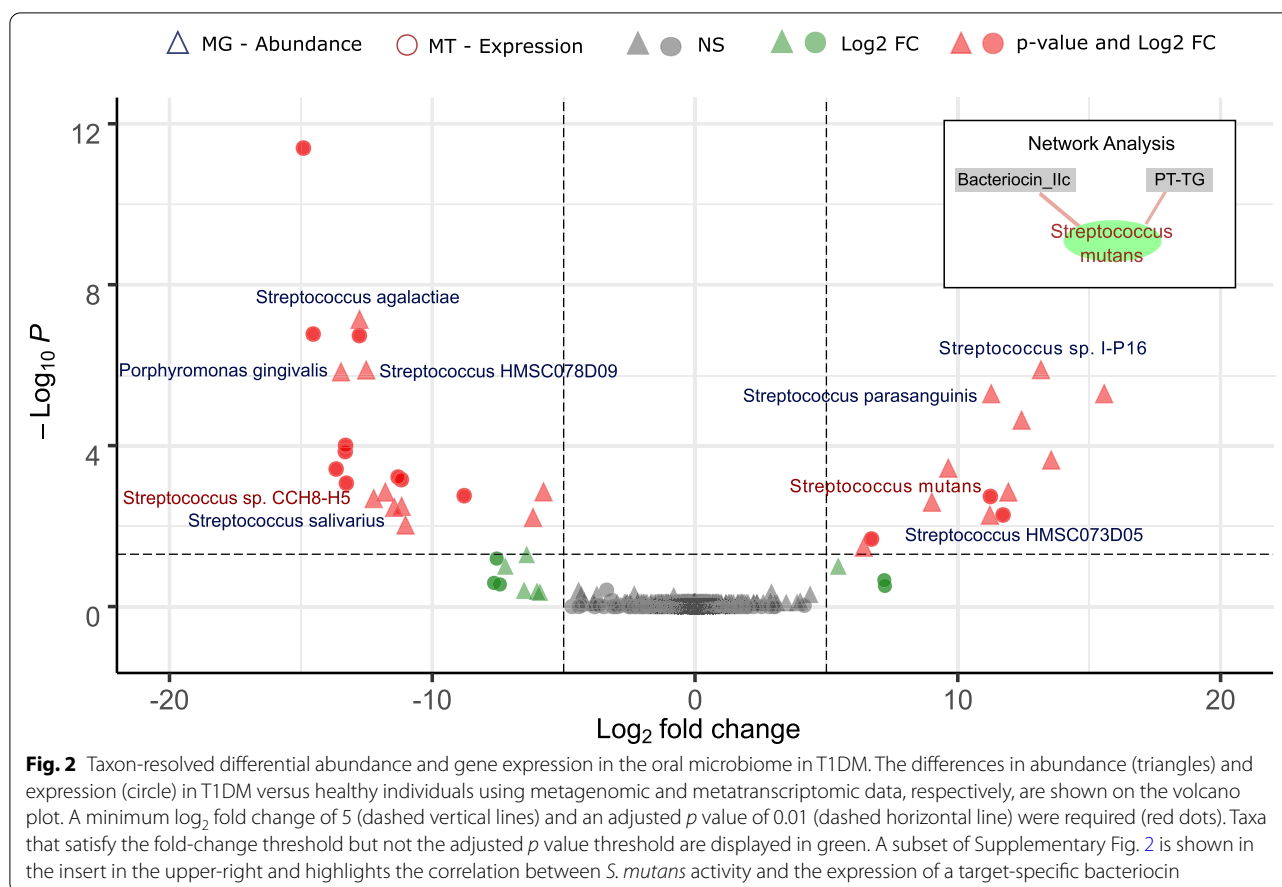 MG - Abundance
MT - Expression
NS
Log2 FC
p-value and Log2 FC
12
8
4
0
−Log10 P
Network Analysis
Bacteriocin_IIc
PT-TG
Streptococcus
mutans
Streptococcus agalactiae
Porphyromonas gingivalis
Streptococcus HMSC078D09
Streptococcus sp. I-P16
Streptococcus parasanguinis
Streptococcus sp. CCH8-H5
Streptococcus mutans
Streptococcus salivarius
Streptococcus HMSC073D05
-20
-10
0
10
20
Log2 fold change
Fig. 2 Taxon-resolved differential abundance and gene expression in the oral microbiome in T1DM. The differences in abundance (triangles) and
expression (circle) in T1DM versus healthy individuals using metagenomic and metatranscriptomic data, respectively, are shown on the volcano
plot. A minimum log2 fold change of 5 (dashed vertical lines) and an adjusted p value of 0.01 (dashed horizontal line) were required (red dots). Taxa
that satisfy the fold-change threshold but not the adjusted p value threshold are displayed in green. A subset of Supplementary Fig. 2 is shown in
the insert in the upper-right and highlights the correlation between S. mutans activity and the expression of a target-specific bacteriocin